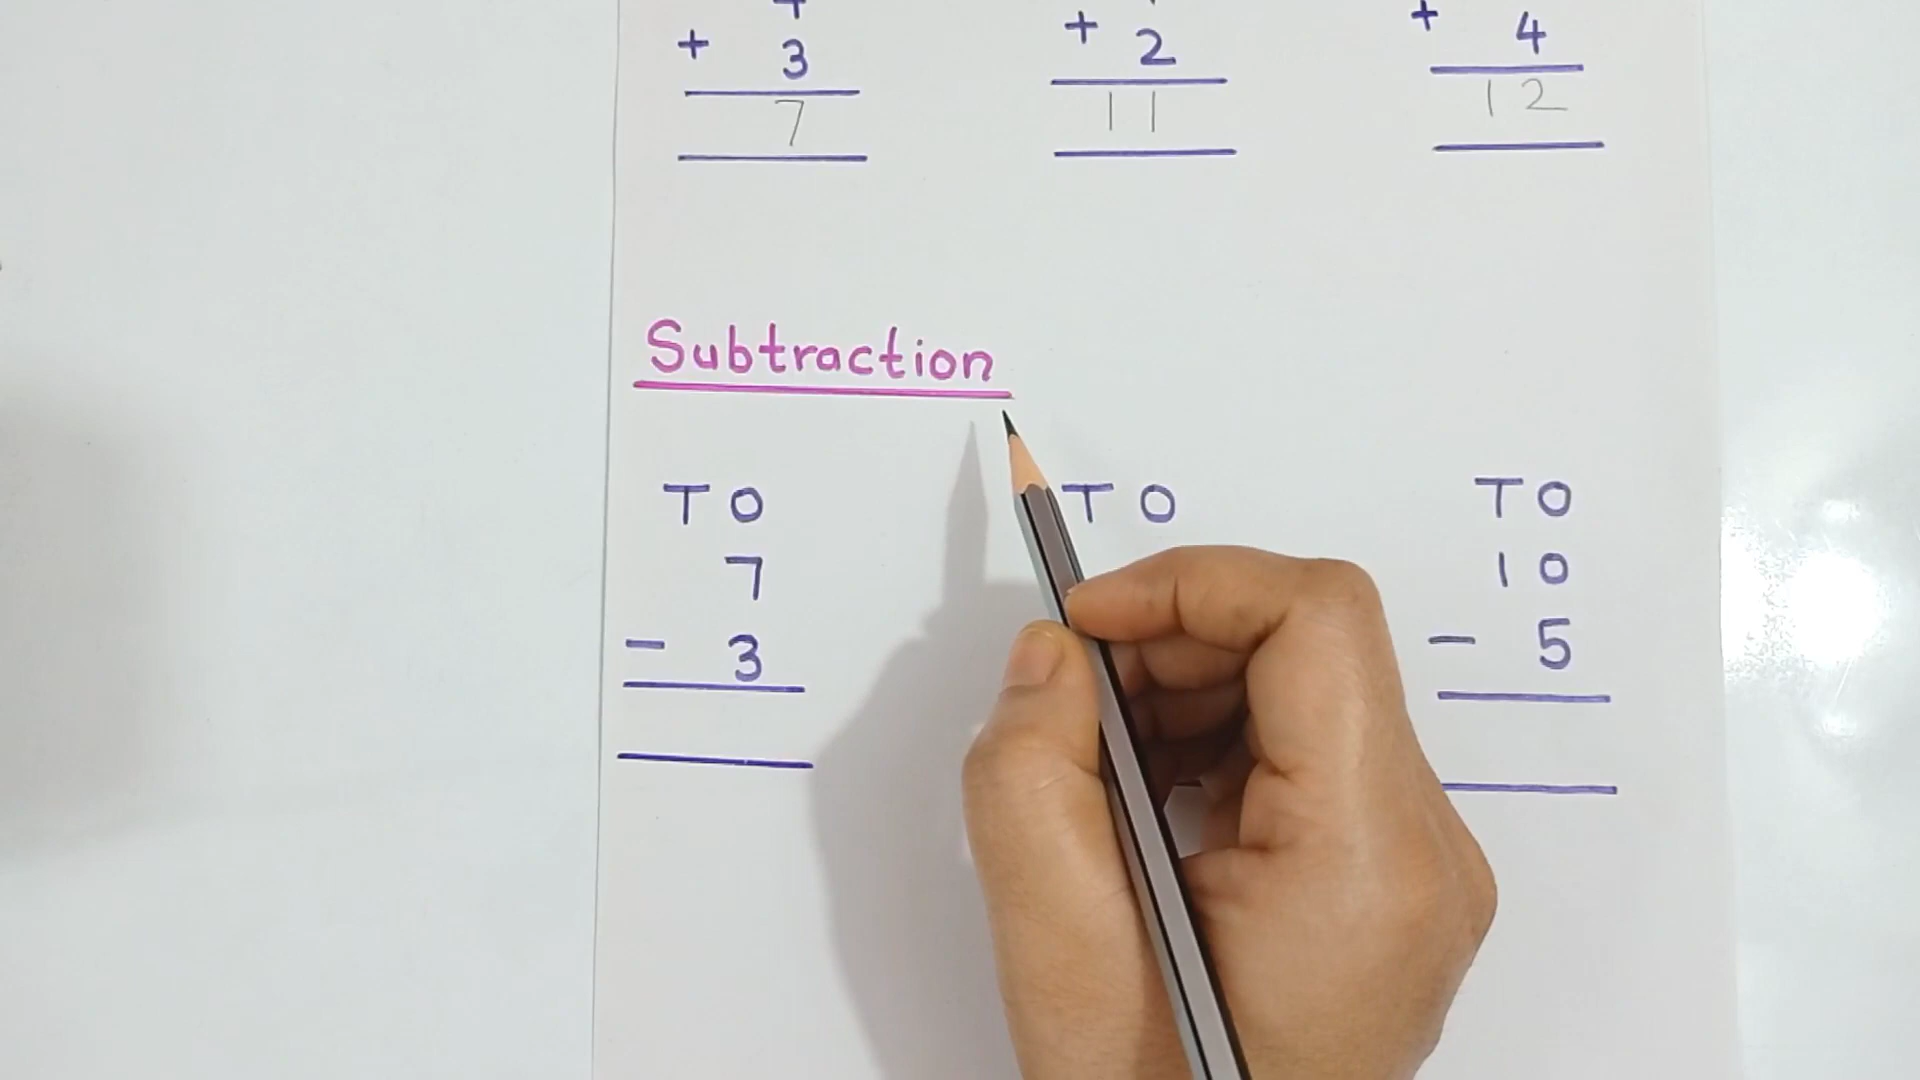 + 3
7
+ 2
11
+ 4
12
Subtraction
T O
7
- 3
T O
T O
10
- 5